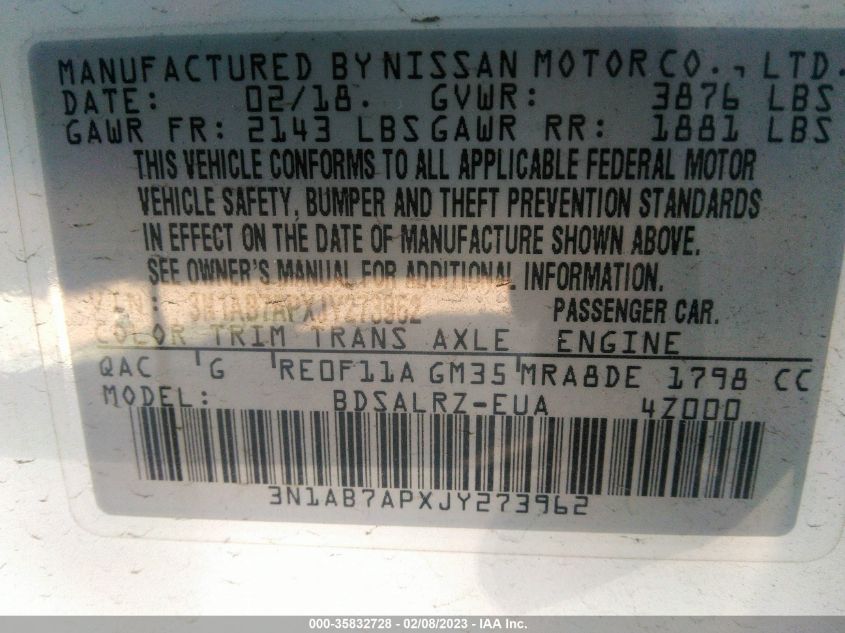 MANUFACTURED BY NISSAN MOTOR CO., LTD.
DATE: 02/18. GVWR: 3876 LBS
GAWR FR: 2143 LBS GAWR RR: 1881 LBS
THIS VEHICLE CONFORMS TO ALL APPLICABLE FEDERAL MOTOR
VEHICLE SAFETY, BUMPER AND THEFT PREVENTION STANDARDS
IN EFFECT ON THE DATE OF MANUFACTURE SHOWN ABOVE.
SEE OWNER'S MANUAL FOR ADDITIONAL INFORMATION.
VIN: 3N1AB7APXJY273962 PASSENGER CAR.
COLOR TRIM TRANS AXLE ENGINE
QAC G RE0F11A GM35 MRA8DE 1798 CC
MODEL: BDSALRZ-EUA 4Z000
3N1AB7APXJY273962
000-35832728 - 02/08/2023 - IAA Inc.